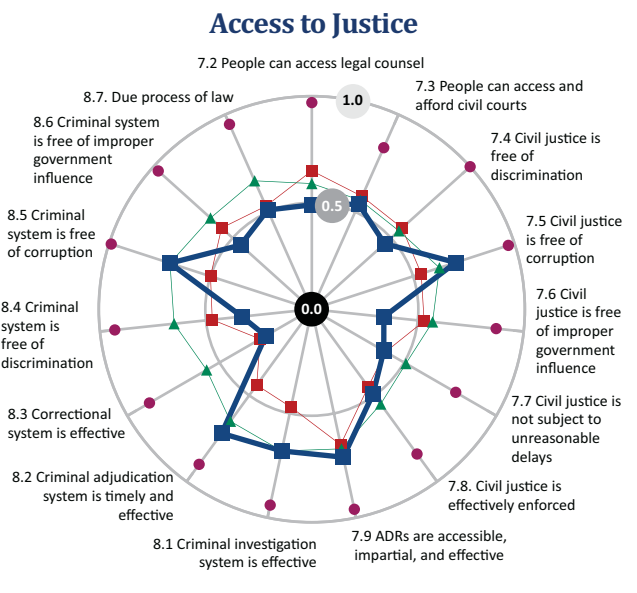 Access to Justice
7.2 People can access legal counsel
7.3 People can access and
afford civil courts
7.4 Civil justice is
free of
discrimination
7.5 Civil justice
is free of
corruption
7.6 Civil
justice is free
of improper
government
influence
7.7 Civil justice is
not subject to
unreasonable
delays
7.8. Civil justice is
effectively enforced
7.9 ADRs are accessible,
impartial, and effective
8.1 Criminal investigation
system is effective
8.2 Criminal adjudication
system is timely and
effective
8.3 Correctional
system is effective
8.4 Criminal
system is
free of
discrimination
8.5 Criminal
system is free
of corruption
8.6 Criminal system
is free of improper
government
influence
8.7. Due process of law
1.0
0.5
0.0